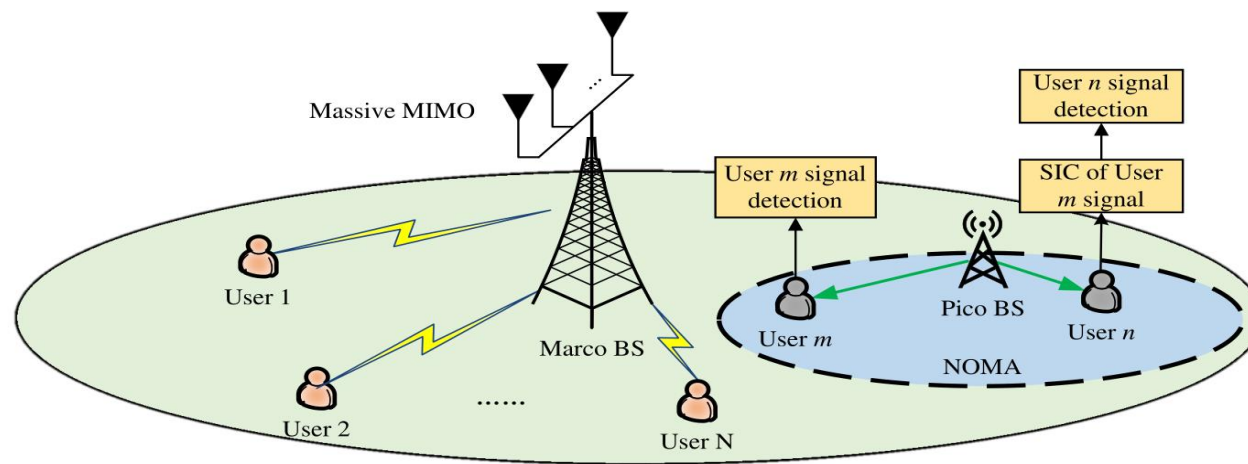 Massive MIMO
...
User n signal
detection
User m signal
detection
SIC of User
m signal
User 1
Marco BS
User m
Pico BS
User n
NOMA
User 2
......
User N